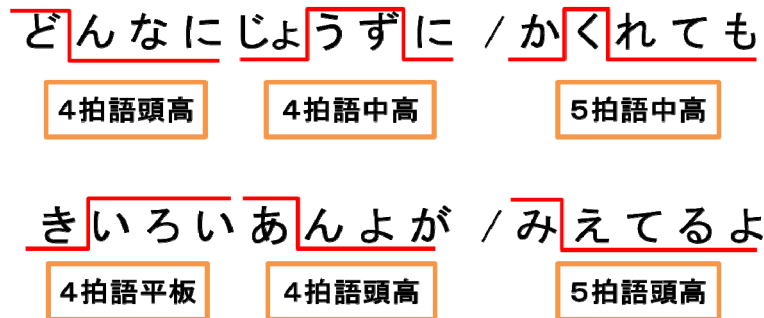 どんなにじょうずに / かくれても
4拍語頭高 4拍語中高 5拍語中高
きいろいあんよが / みえてるよ
4拍語平板 4拍語頭高 5拍語頭高